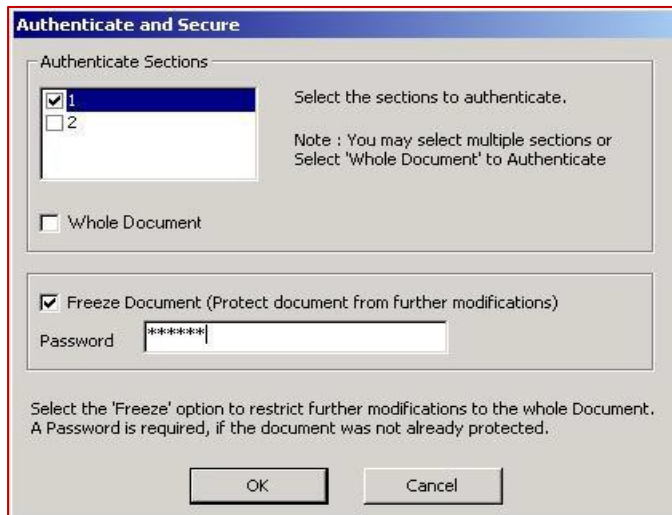 Authenticate and Secure
Authenticate Sections
1
2
Select the sections to authenticate.
Note : You may select multiple sections or
Select 'Whole Document' to Authenticate
Whole Document
Freeze Document (Protect document from further modifications)
Password ******
Select the 'Freeze' option to restrict further modifications to the whole Document.
A Password is required, if the document was not already protected.
OK Cancel